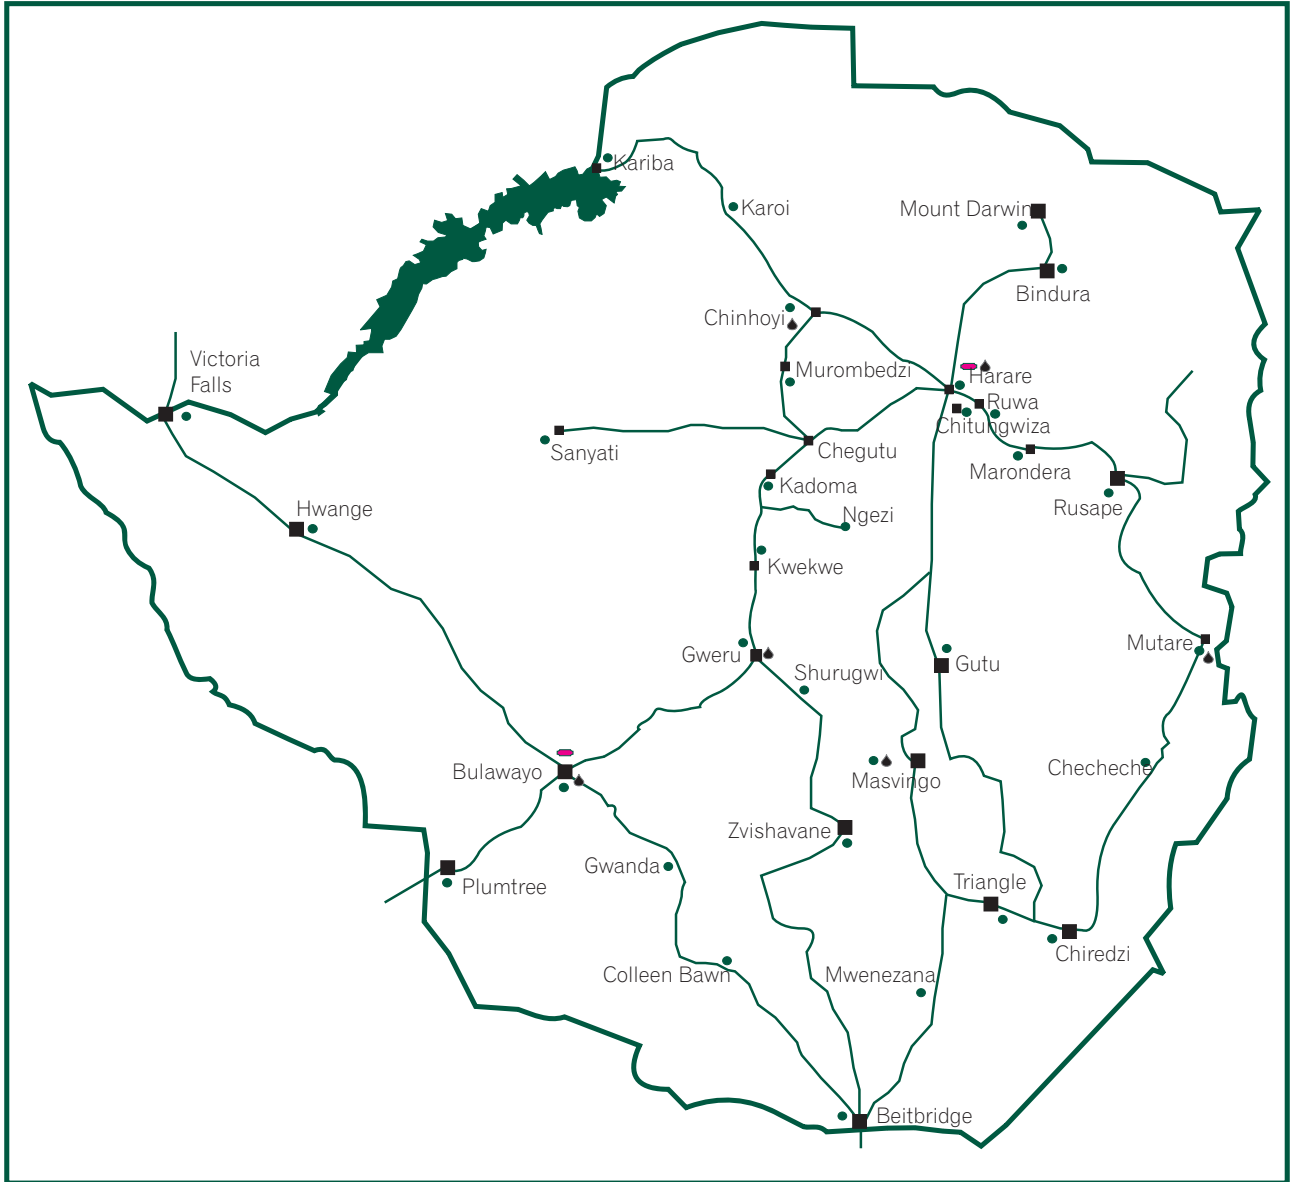 Kariba
Karoi
Mount Darwin
Bindura
Chinhoyi
Victoria
Falls
Murombedzi
Harare
Ruwa
Chitungwiza
Sanyati
Chegutu
Marondera
Kadoma
Rusape
Hwange
Ngezi
Kwekwe
Gweru
Shurugwi
Gutu
Mutare
Bulawayo
Masvingo
Checheche
Zvishavane
Gwanda
Plumtree
Triangle
Chiredzi
Colleen Bawn
Mwenezana
Beitbridge